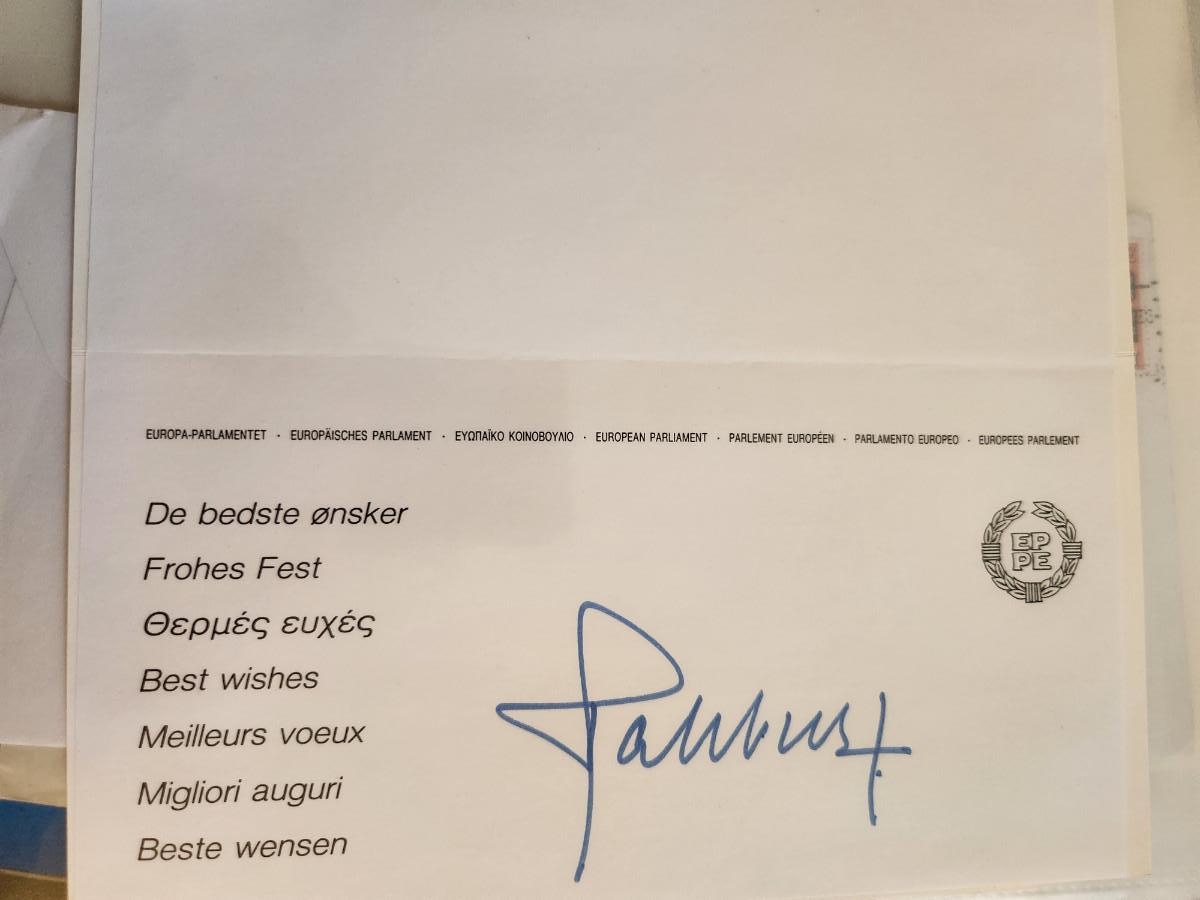 EUROPA-PARLAMENTET · EUROPÄISCHES PARLAMENT · ΕΥΩΠΑΪΚΟ ΚΟΙΝΟΒΟΥΛΙΟ · EUROPEAN PARLIAMENT · PARLEMENT EUROPÉEN · PARLAMENTO EUROPEO · EUROPEES PARLEMENT
De bedste ønsker
Frohes Fest
Θερμές ευχές
Best wishes
Meilleurs voeux
Migliori auguri
Beste wensen
EP
PE